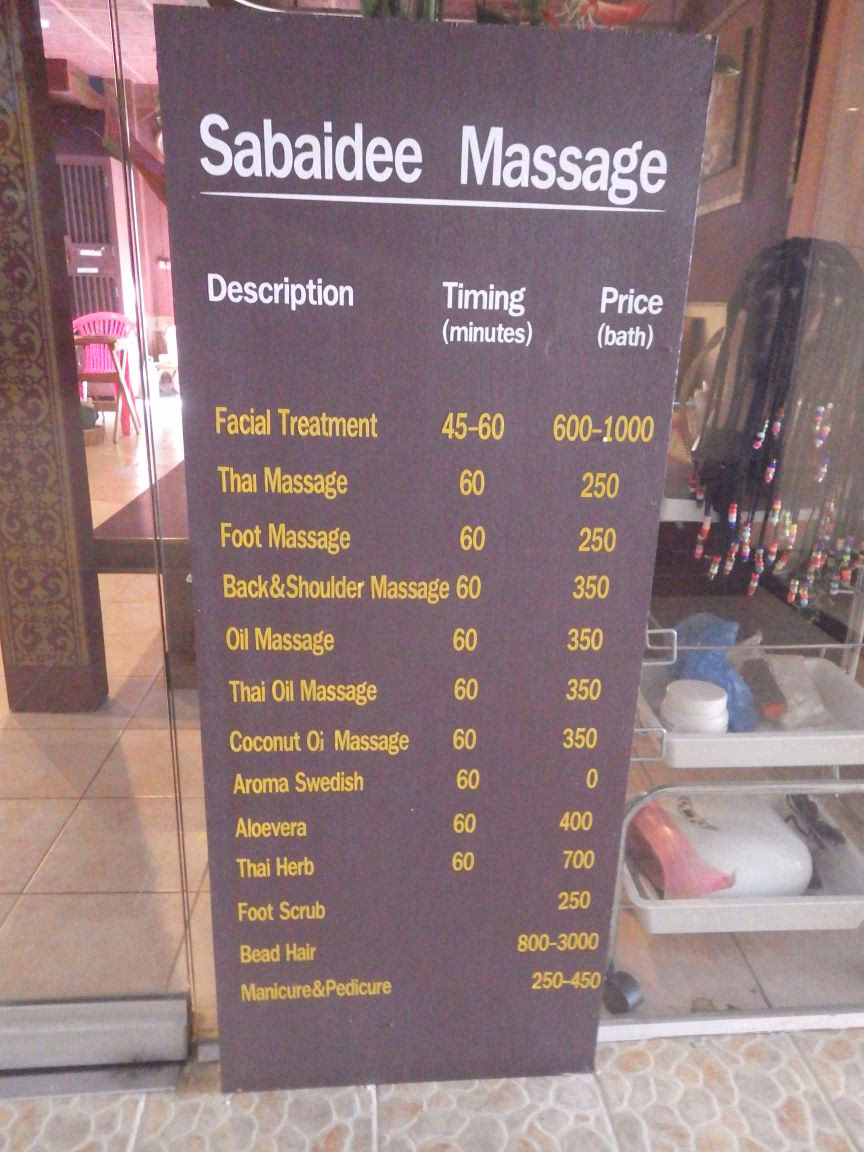 Sabaidee Massage
Description Timing Price
(minutes) (bath)
Facial Treatment 45-60 600-1000
Thai Massage 60 250
Foot Massage 60 250
Back&Shoulder Massage 60 350
Oil Massage 60 350
Thai Oil Massage 60 350
Coconut Oi Massage 60 350
Aroma Swedish 60 0
Aloevera 60 400
Thai Herb 60 700
Foot Scrub 250
Bead Hair 800-3000
Manicure&Pedicure 250-450